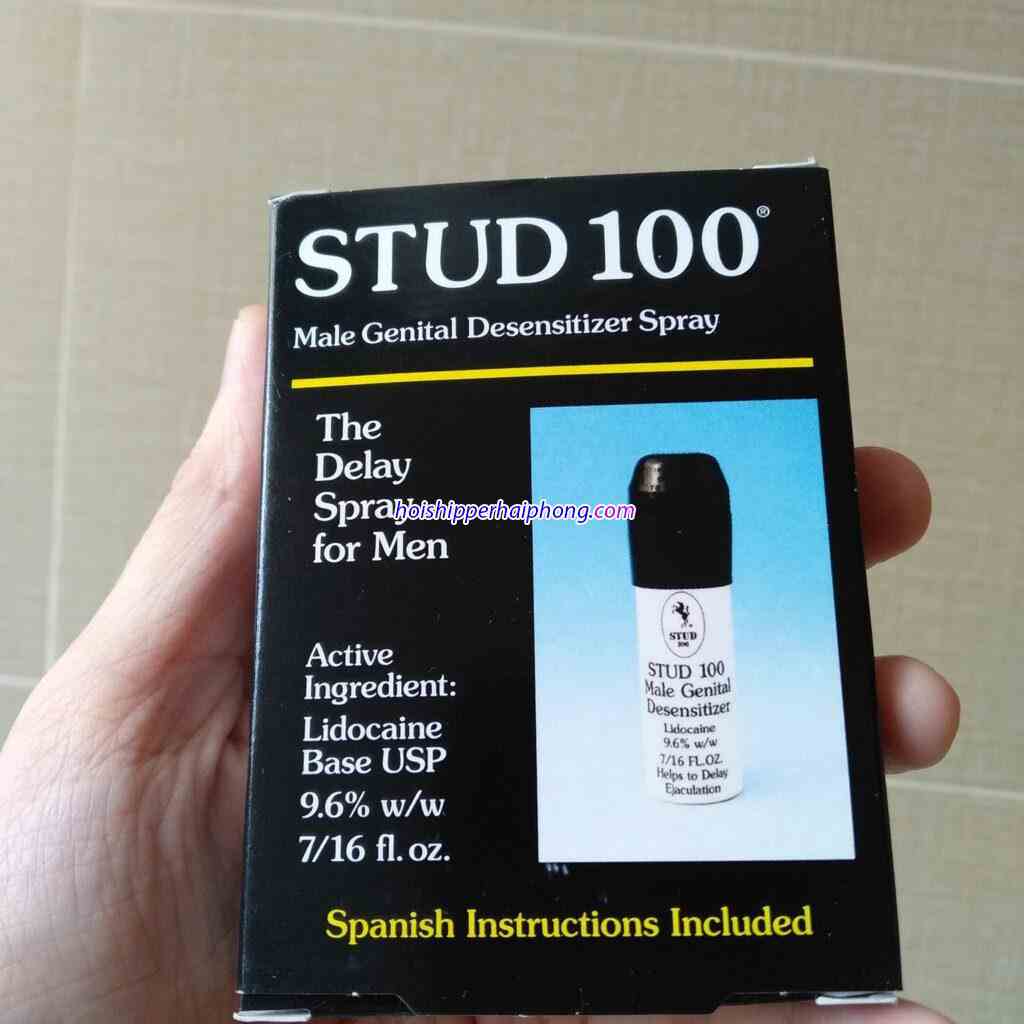 STUD 100®
Male Genital Desensitizer Spray
The
Delay
Spray
for Men
hoishipperhaiphong.com
Active
Ingredient:
Lidocaine
Base USP
9.6% w/w
7/16 fl. oz.
STUD
100
STUD 100
Male Genital
Desensitizer
Lidocaine
9.6% w/w
7/16 FL.OZ.
Helps to Delay
Ejaculation
Spanish Instructions Included